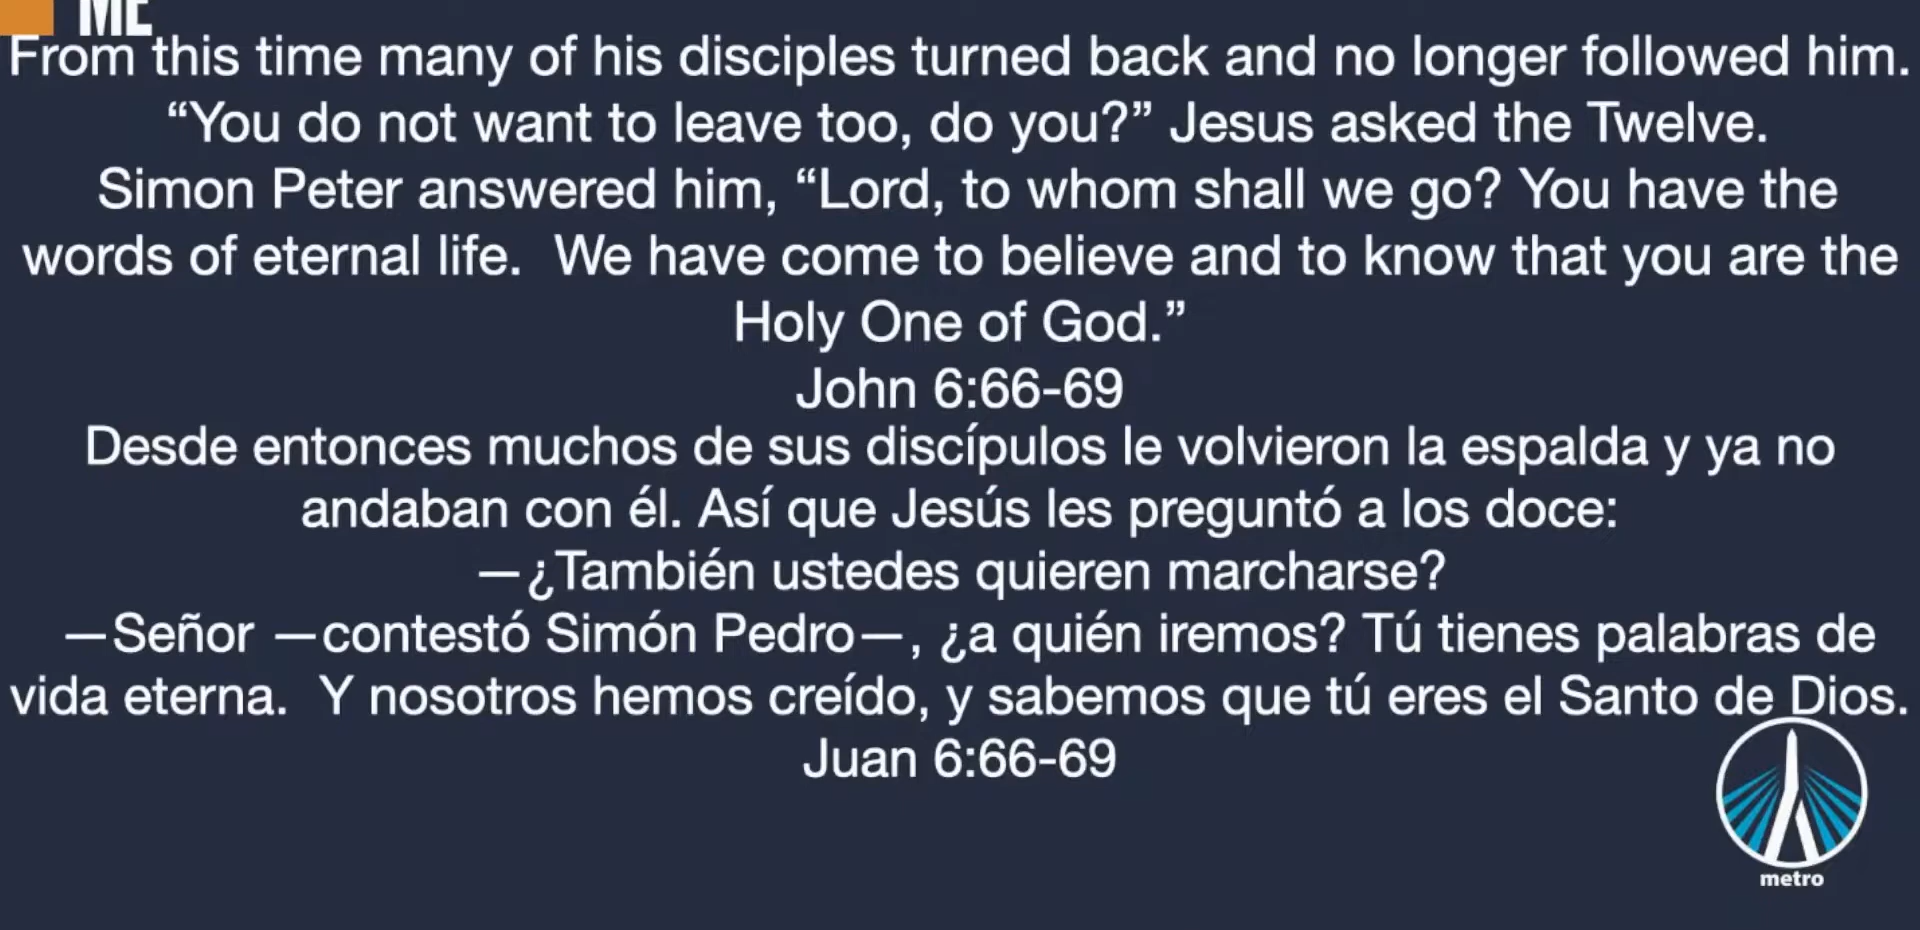 ME
From this time many of his disciples turned back and no longer followed him.
“You do not want to leave too, do you?” Jesus asked the Twelve.
Simon Peter answered him, “Lord, to whom shall we go? You have the
words of eternal life.  We have come to believe and to know that you are the
Holy One of God.”
John 6:66-69
Desde entonces muchos de sus discípulos le volvieron la espalda y ya no
andaban con él. Así que Jesús les preguntó a los doce:
—¿También ustedes quieren marcharse?
—Señor —contestó Simón Pedro—, ¿a quién iremos? Tú tienes palabras de
vida eterna.  Y nosotros hemos creído, y sabemos que tú eres el Santo de Dios.
Juan 6:66-69
metro